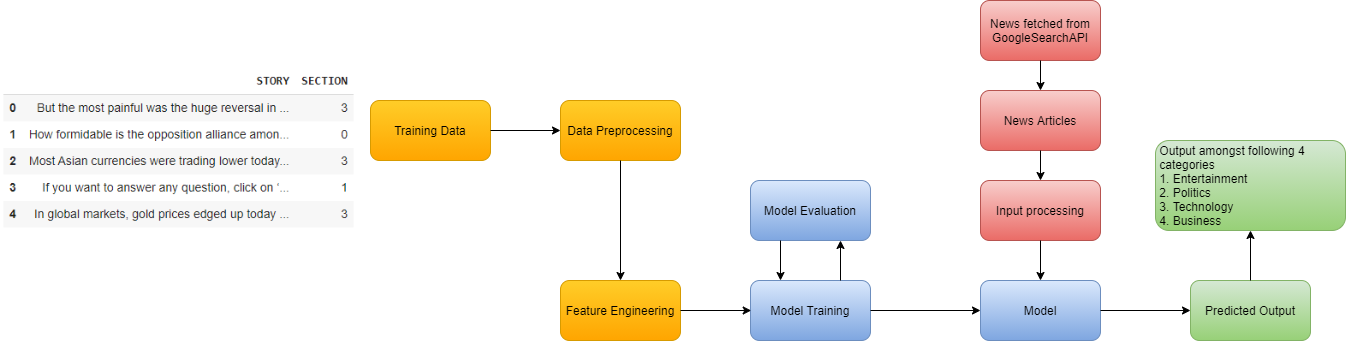 STORY SECTION
0 But the most painful was the huge reversal in ... 3
1 How formidable is the opposition alliance amon... 0
2 Most Asian currencies were trading lower today... 3
3 If you want to answer any question, click on ‘... 1
4 In global markets, gold prices edged up today ... 3
Training Data
Data Preprocessing
Feature Engineering
Model Evaluation
Model Training
News fetched from
GoogleSearchAPI
News Articles
Input processing
Model
Output amongst following 4
categories
1. Entertainment
2. Politics
3. Technology
4. Business
Predicted Output